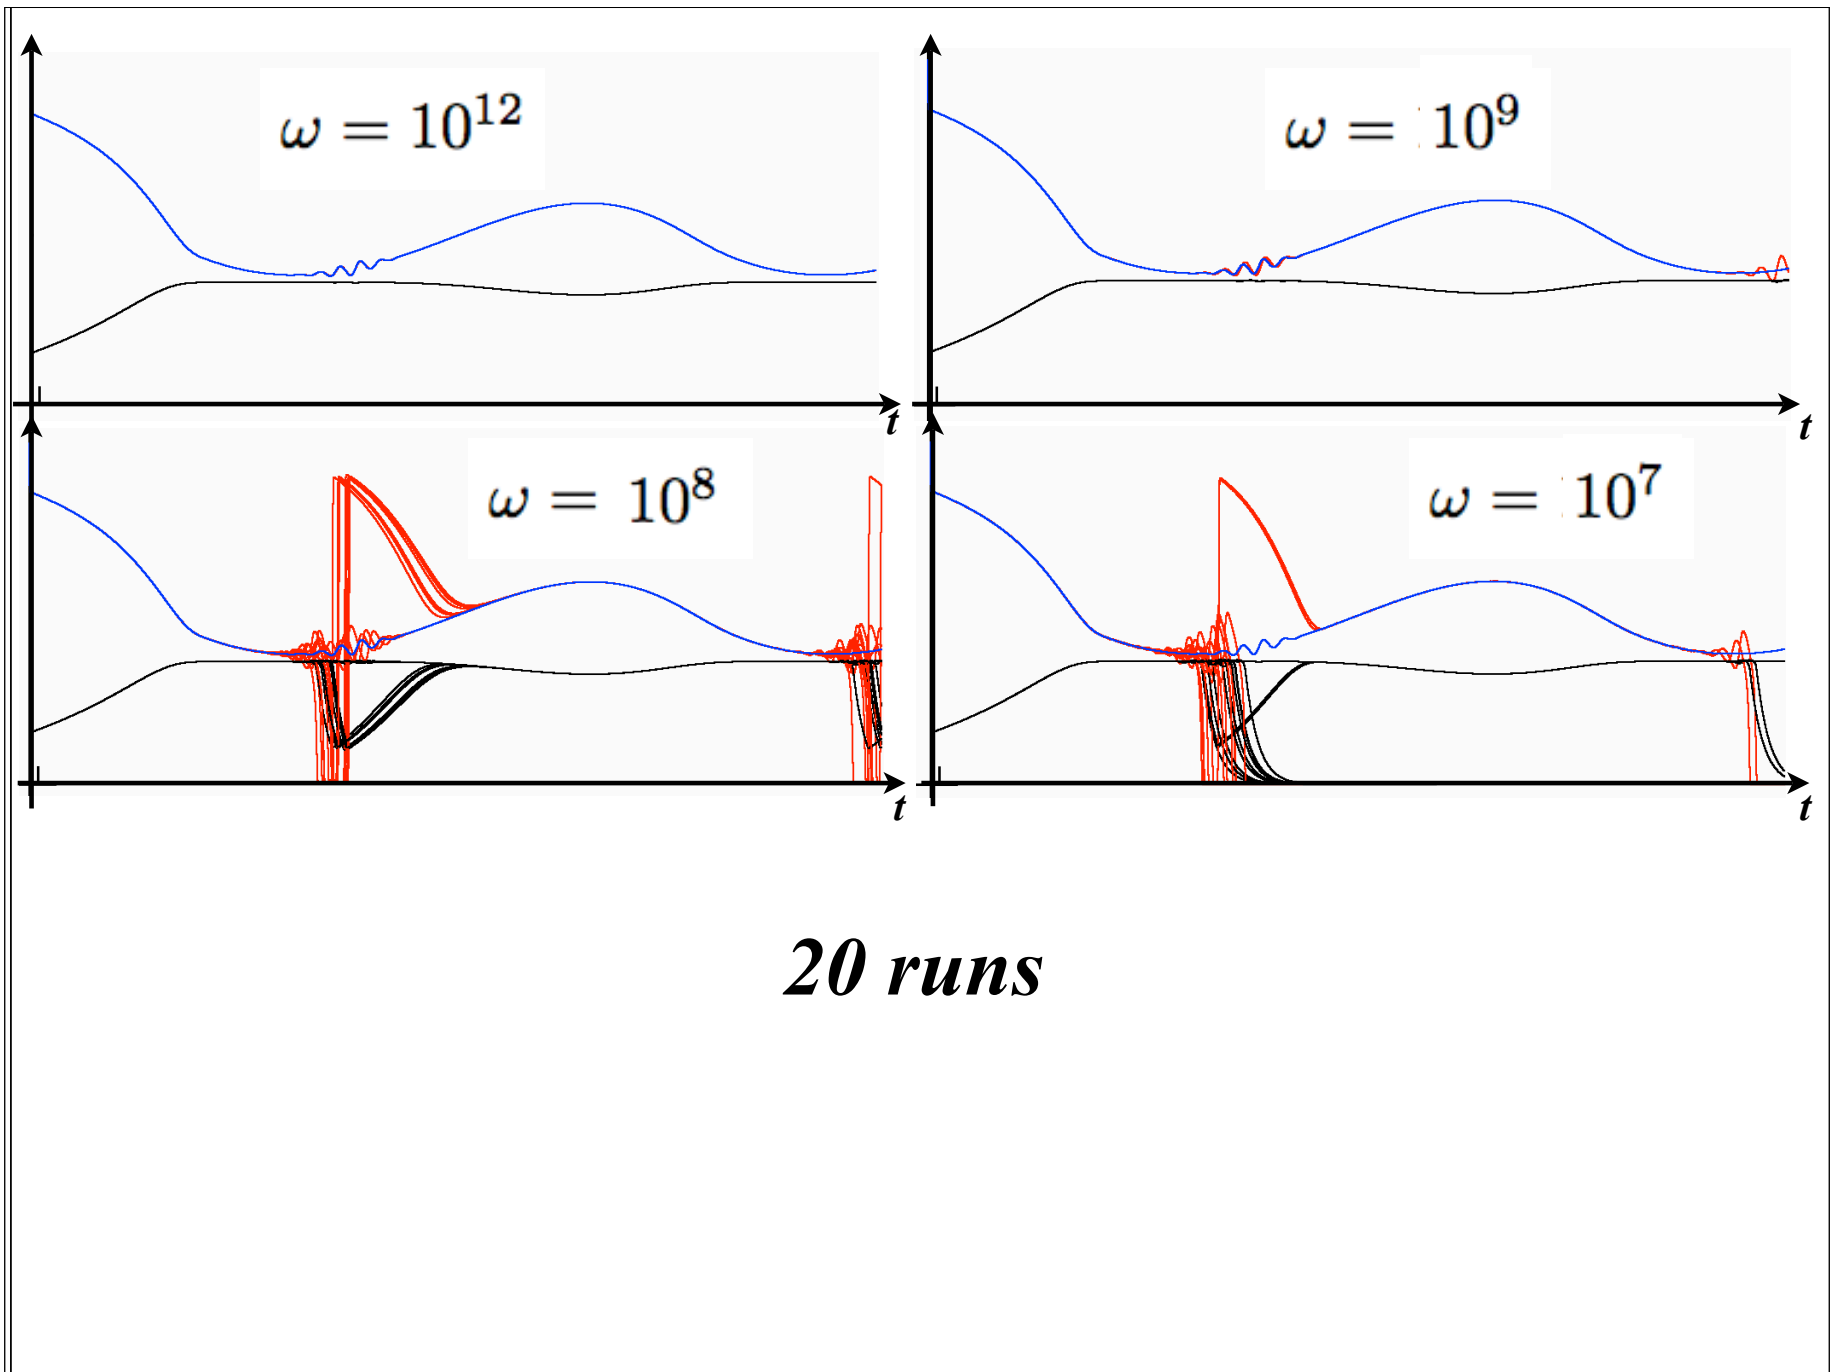 ω = 10¹²
ω = 10⁹
t
t
ω = 10⁸
ω = 10⁷
t
t
20 runs